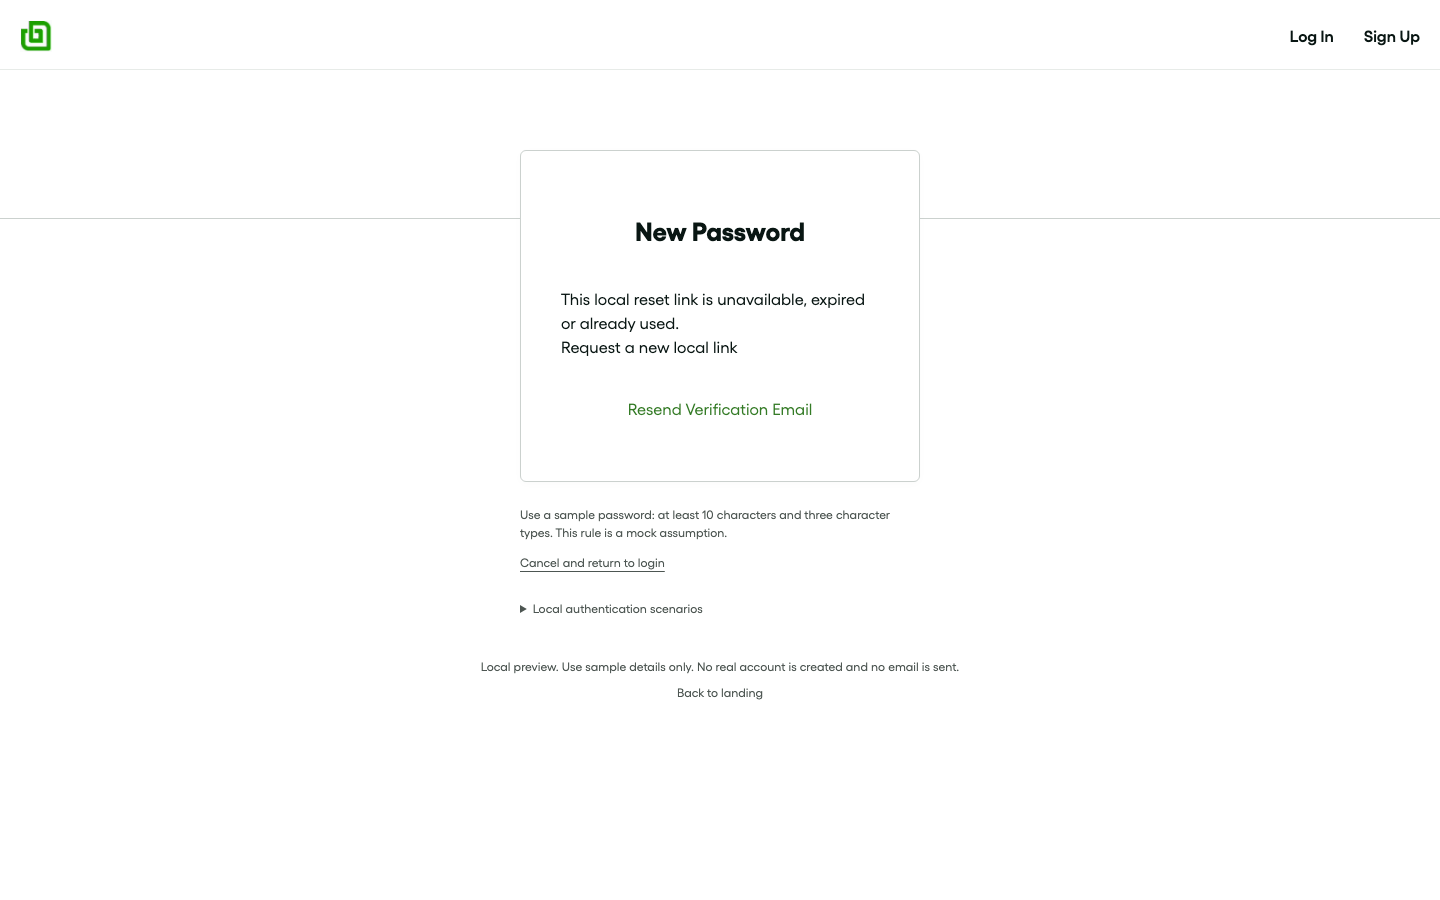 Log In
Sign Up
New Password
This local reset link is unavailable, expired
or already used.
Request a new local link
Resend Verification Email
Use a sample password: at least 10 characters and three character
types. This rule is a mock assumption.
Cancel and return to login
Local authentication scenarios
Local preview. Use sample details only. No real account is created and no email is sent.
Back to landing